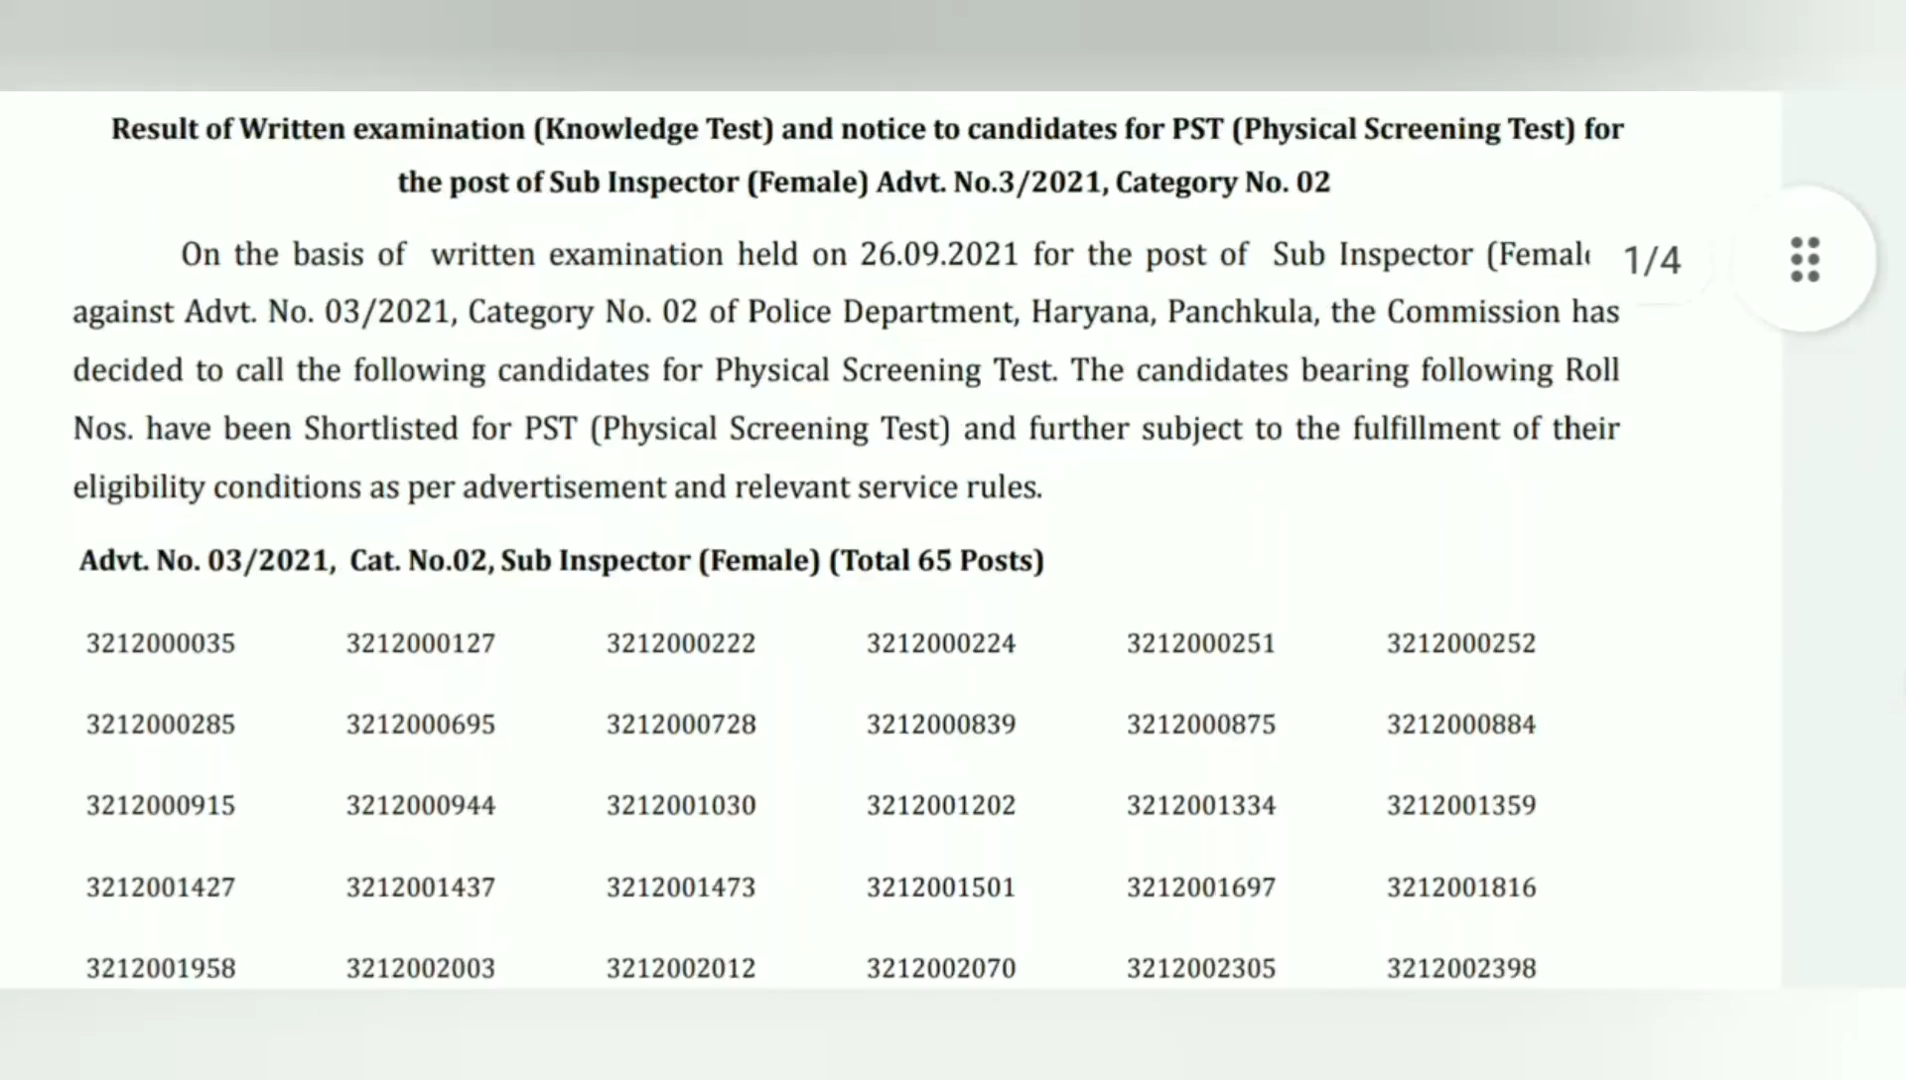 Result of Written examination (Knowledge Test) and notice to candidates for PST (Physical Screening Test) for
the post of Sub Inspector (Female) Advt. No.3/2021, Category No. 02
On the basis of written examination held on 26.09.2021 for the post of Sub Inspector (Femal
1/4
against Advt. No. 03/2021, Category No. 02 of Police Department, Haryana, Panchkula, the Commission has
decided to call the following candidates for Physical Screening Test. The candidates bearing following Roll
Nos. have been Shortlisted for PST (Physical Screening Test) and further subject to the fulfillment of their
eligibility conditions as per advertisement and relevant service rules.
Advt. No. 03/2021, Cat. No.02, Sub Inspector (Female) (Total 65 Posts)
3212000035 3212000127 3212000222 3212000224 3212000251 3212000252
3212000285 3212000695 3212000728 3212000839 3212000875 3212000884
3212000915 3212000944 3212001030 3212001202 3212001334 3212001359
3212001427 3212001437 3212001473 3212001501 3212001697 3212001816
3212001958 3212002003 3212002012 3212002070 3212002305 3212002398